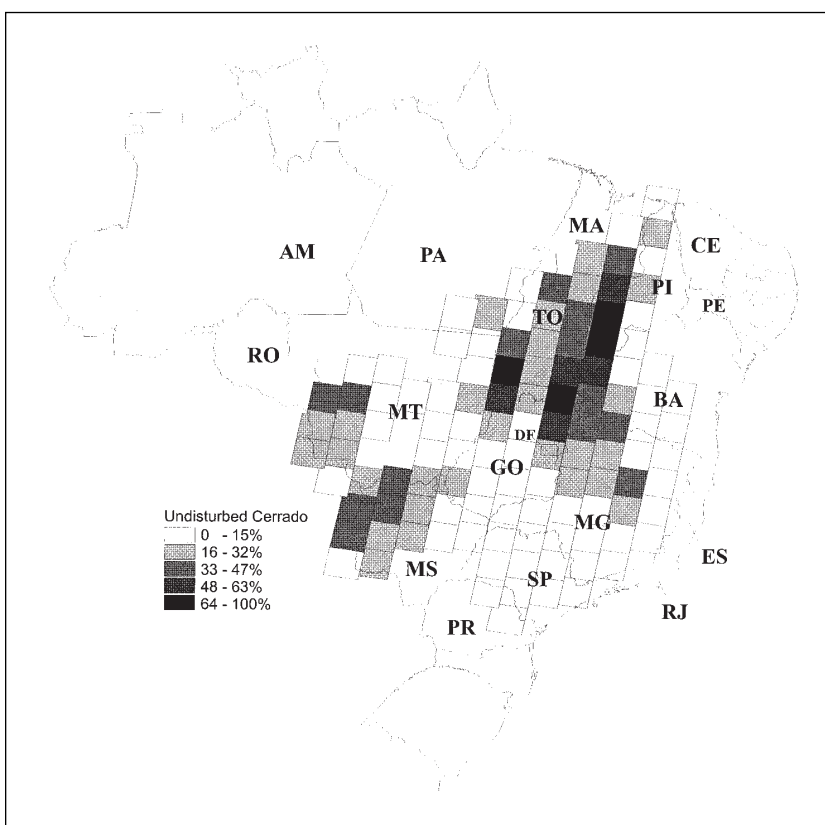 MA
CE
AM
PA
PI
PE
TO
RO
MT
BA
DF
GO
MG
Undisturbed Cerrado
0 - 15%
16 - 32%
33 - 47%
48 - 63%
64 - 100%
ES
MS
SP
RJ
PR